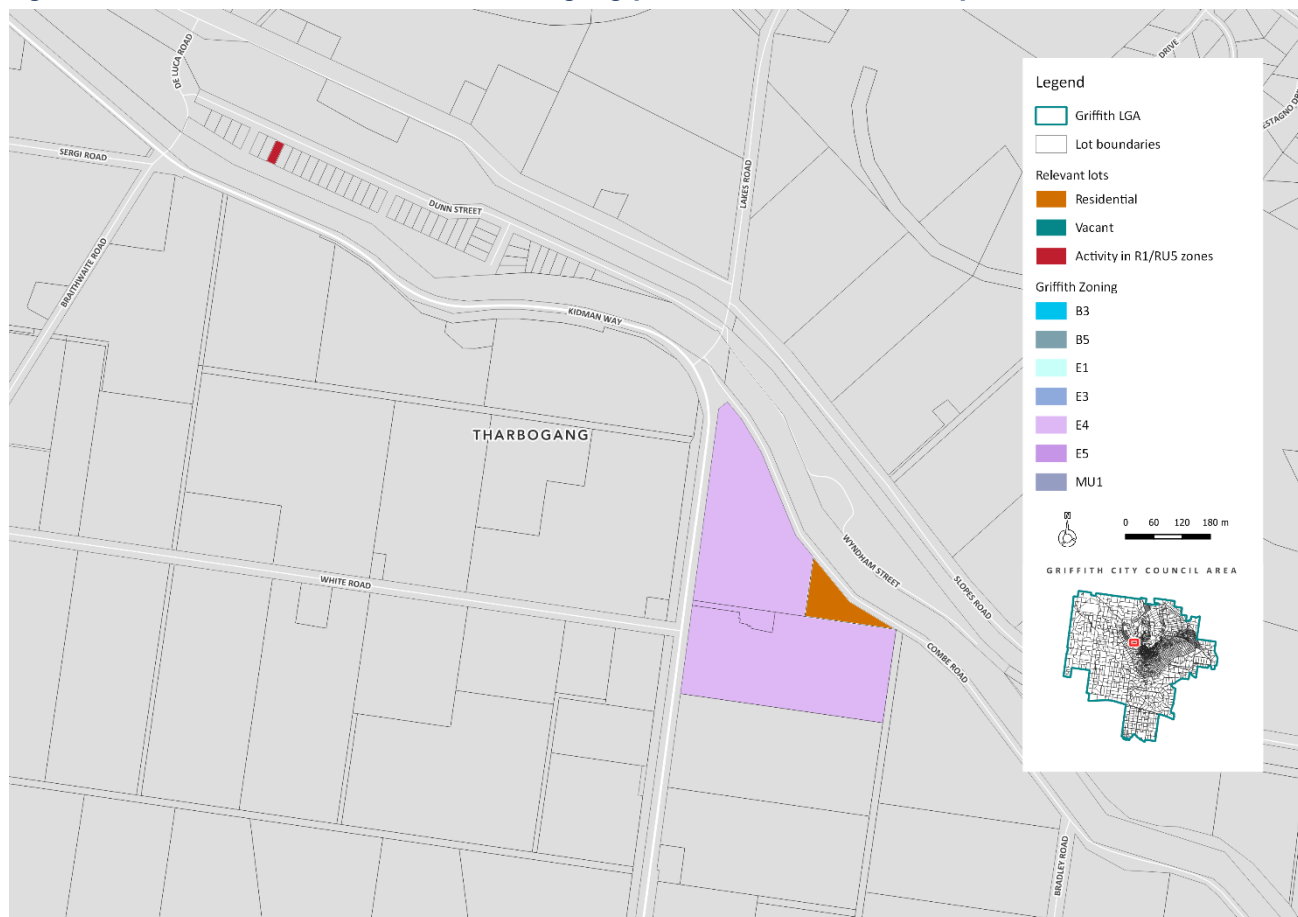 DE LUCA ROAD
SERGI ROAD
BRAITHWAITE ROAD
DUNN STREET
LAKES ROAD
KIDMAN WAY
THARBOGANG
WHITE ROAD
WYNDHAM STREET
SLOPES ROAD
COMBE ROAD
BRADLEY ROAD
DRIVE
Legend
Griffith LGA
Lot boundaries
Relevant lots
Residential
Vacant
Activity in R1/RU5 zones
Griffith Zoning
B3
B5
E1
E3
E4
E5
MU1
N
0 60 120 180 m
GRIFFITH CITY COUNCIL AREA